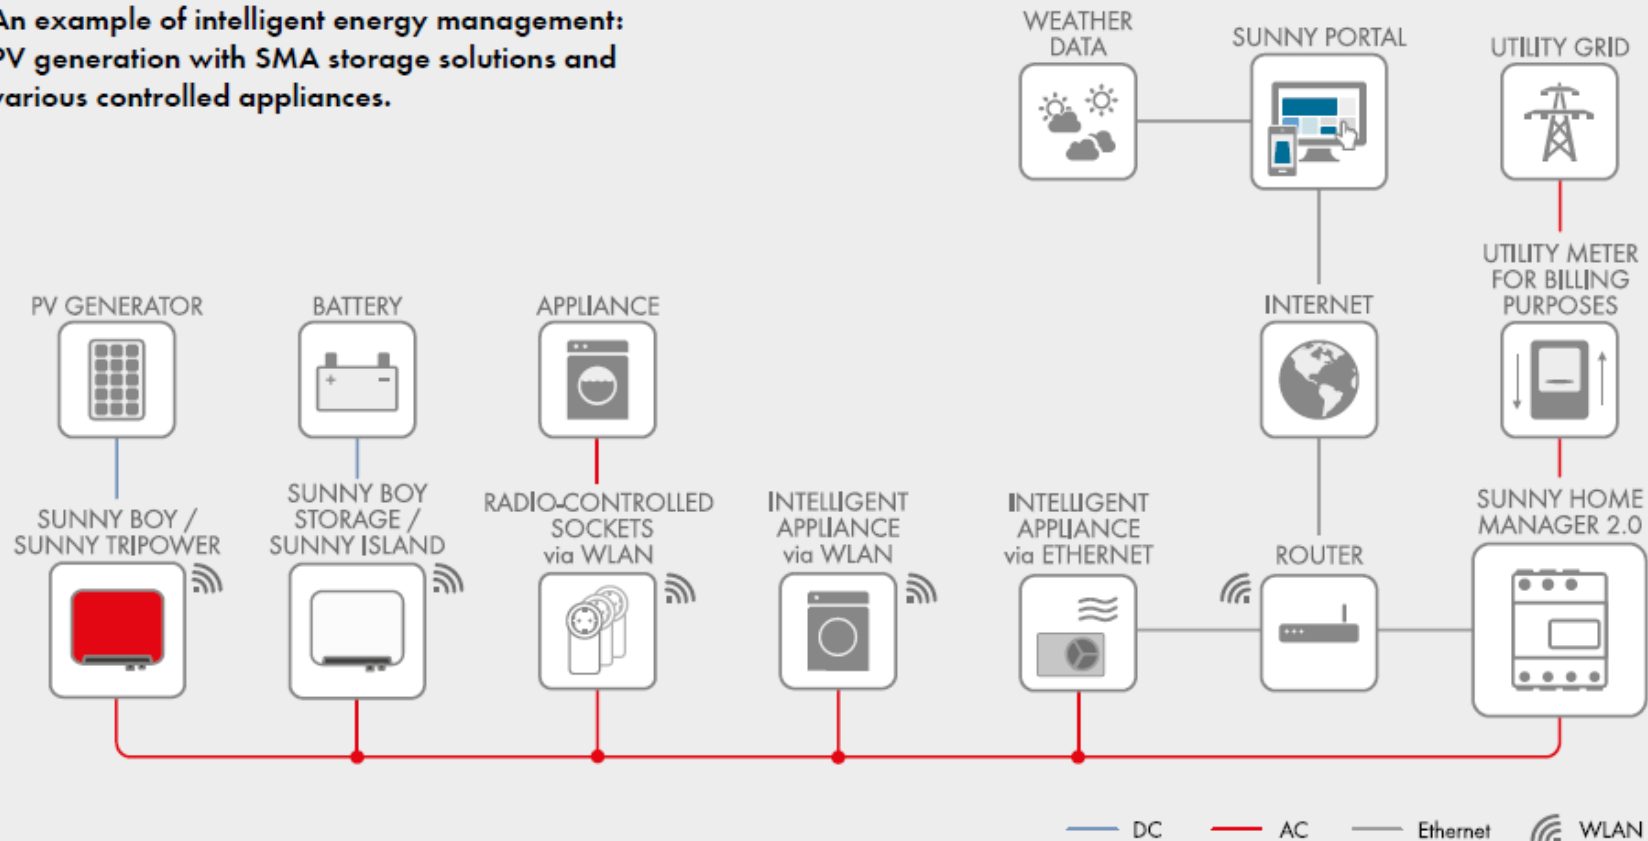 An example of intelligent energy management:
PV generation with SMA storage solutions and
various controlled appliances.
WEATHER
DATA
SUNNY PORTAL
UTILITY GRID
UTILITY METER
FOR BILLING
PURPOSES
PV GENERATOR
BATTERY
APPLIANCE
INTERNET
SUNNY BOY /
SUNNY TRIPOWER
SUNNY BOY
STORAGE /
SUNNY ISLAND
RADIO-CONTROLLED
SOCKETS
via WLAN
INTELLIGENT
APPLIANCE
via WLAN
INTELLIGENT
APPLIANCE
via ETHERNET
ROUTER
SUNNY HOME
MANAGER 2.0
DC
AC
Ethernet
WLAN